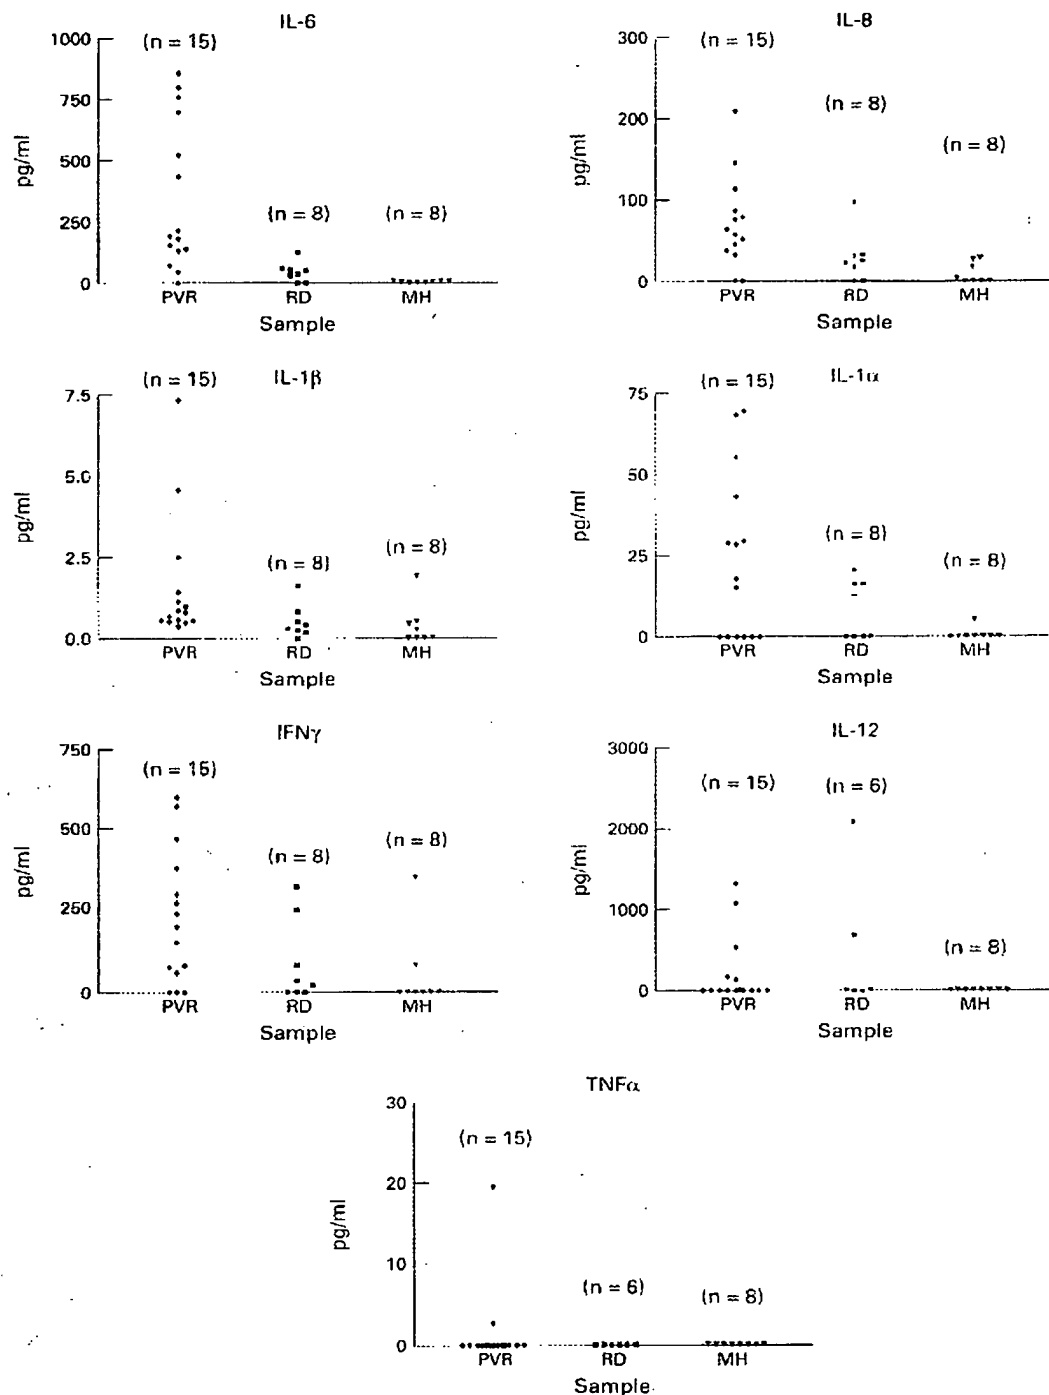 IL-6
1000
(n = 15)
750
500
250
0
pg/ml
(n = 8)
(n = 8)
PVR RD MH
Sample
IL-8
300
(n = 15)
200
100
0
pg/ml
(n = 8)
(n = 8)
PVR RD MH
Sample
IL-1β
(n = 15)
7.5
5.0
2.5
0.0
pg/ml
(n = 8)
(n = 8)
PVR RD MH
Sample
IL-1α
(n = 15)
75
50
25
0
pg/ml
(n = 8)
(n = 8)
PVR RD MH
Sample
IFNγ
750
(n = 15)
500
250
0
pg/ml
(n = 8)
(n = 8)
PVR RD MH
Sample
IL-12
3000
(n = 15)
(n = 6)
2000
1000
0
pg/ml
(n = 8)
PVR RD MH
Sample
TNFα
30
(n = 15)
20
10
0
pg/ml
(n = 6)
(n = 8)
PVR RD MH
Sample